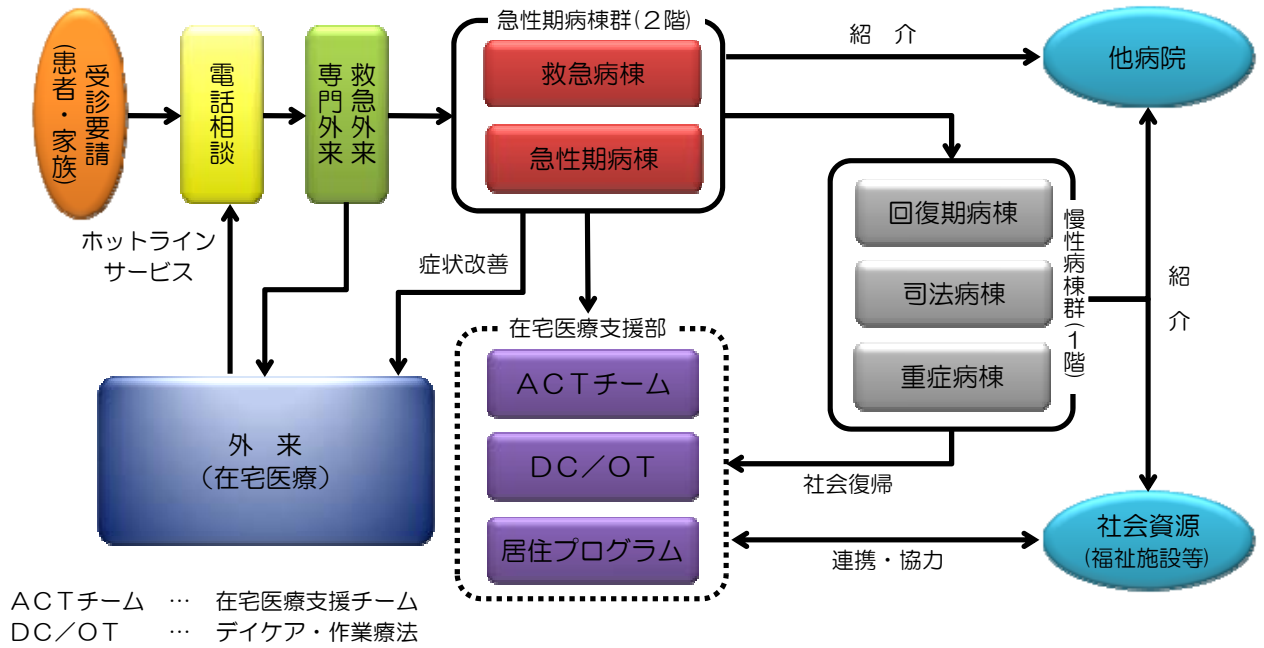 受診要請
(患者・家族)
電話相談
救急外来
専門外来
急性期病棟群(2階)
救急病棟
急性期病棟
紹 介
他病院
回復期病棟
司法病棟
重症病棟
慢性病棟群(1階)
紹 介
ホットライン
サービス
症状改善
在宅医療支援部
ACTチーム
DC/OT
居住プログラム
外 来
(在宅医療)
社会復帰
連携・協力
社会資源
(福祉施設等)
ACTチーム … 在宅医療支援チーム
DC/OT … デイケア・作業療法